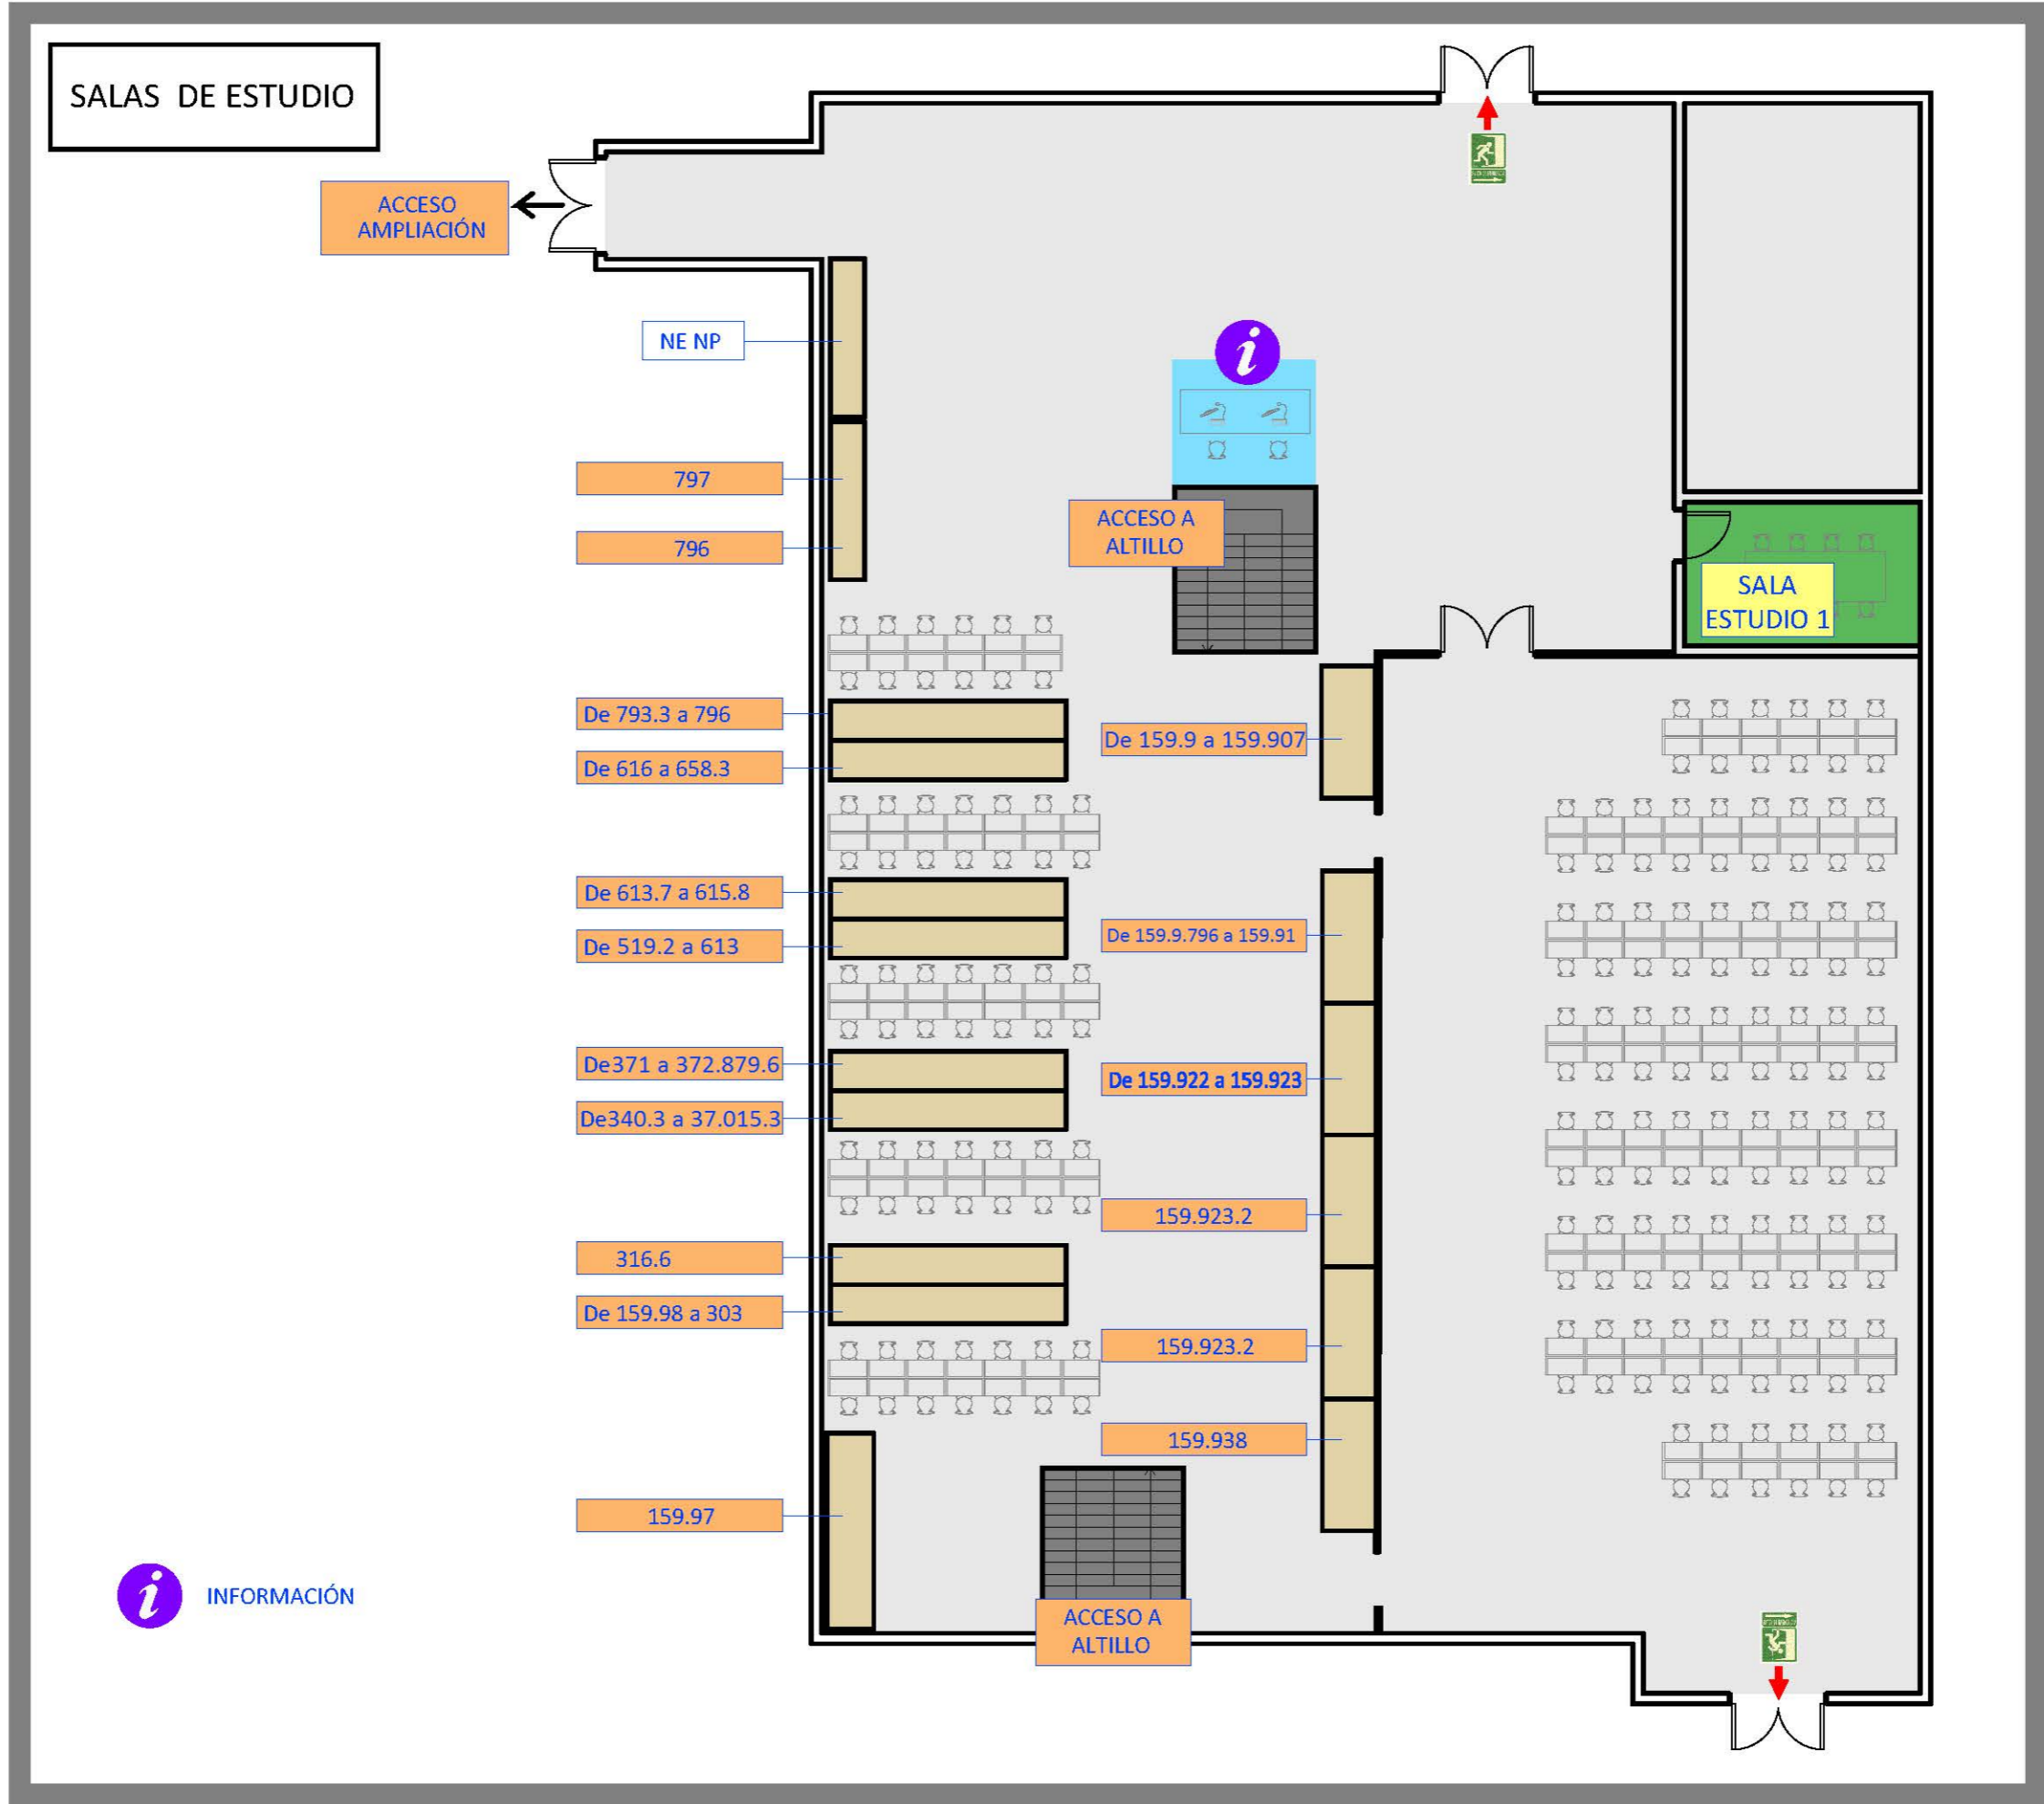 SALAS DE ESTUDIO
ACCESO
AMPLIACIÓN
NE NP
797
796
ACCESO A
ALTILLO
SALA
ESTUDIO 1
De 793.3 a 796
De 616 a 658.3
De 159.9 a 159.907
De 613.7 a 615.8
De 519.2 a 613
De 159.9.796 a 159.91
De371 a 372.879.6
De340.3 a 37.015.3
De 159.922 a 159.923
159.923.2
316.6
De 159.98 a 303
159.923.2
159.938
159.97
INFORMACIÓN
ACCESO A
ALTILLO